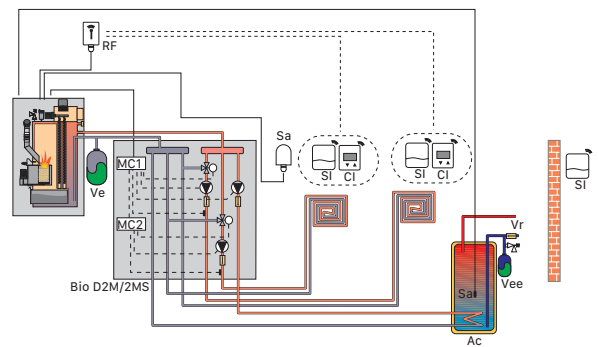 RF
Sa
SI CI
SI CI
SI
MC1
Ve
MC2
Vr
Vee
Bio D2M/2MS
Sa
Ac